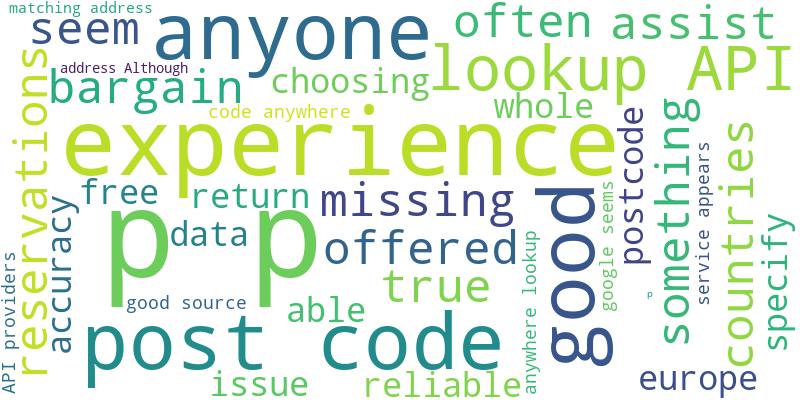 matching address
seem
anyone
often
assist
address Although
bargain
choosing
lookup API
code anywhere
whole
reservations
experience
postcode
something
countries
service appears
free
return
missing
accuracy
p p
data
offered
good
google seems
specify
true
able
good source
API providers
post code
anywhere lookup
p
issue
reliable
europe